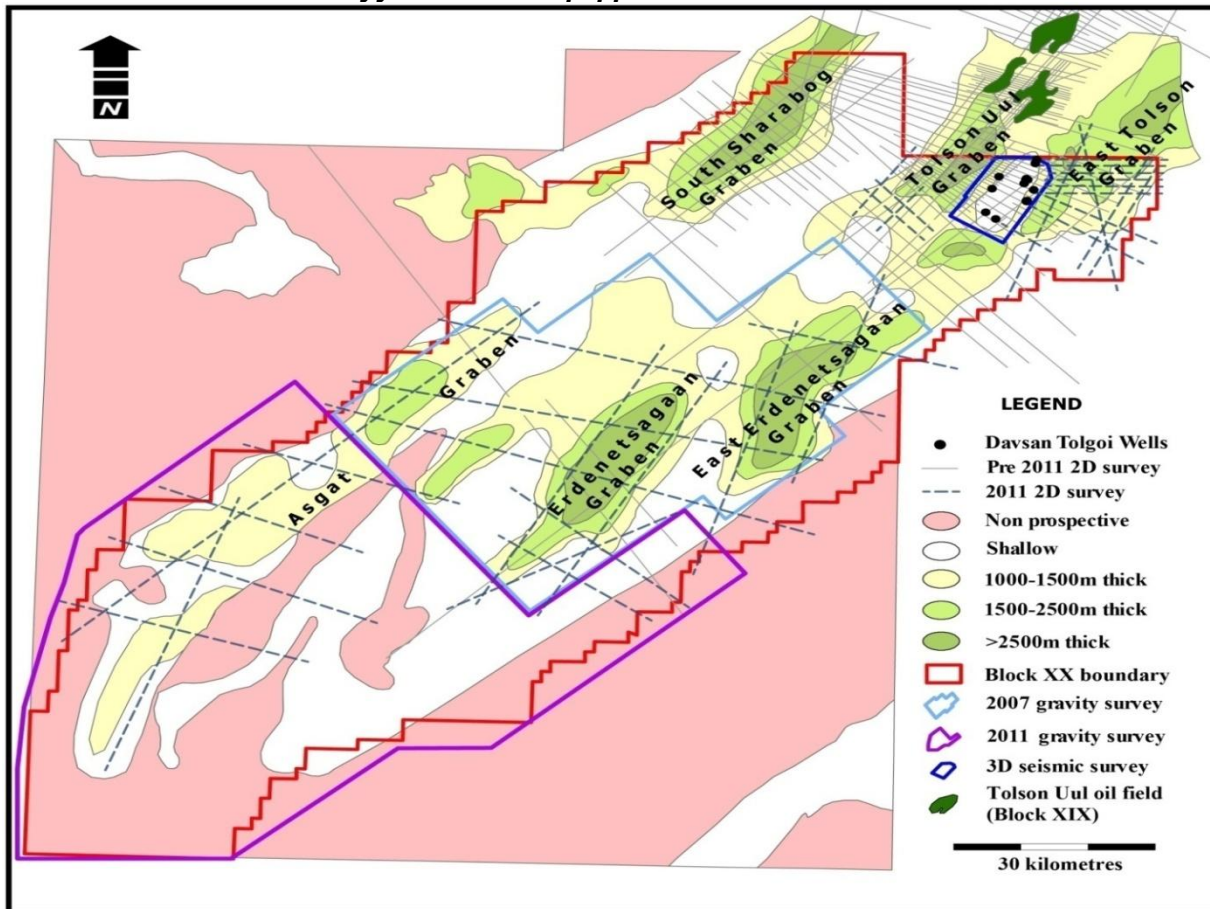 N
South Sharabog
Graben
Tolson Uul
Graben
East Tolson
Graben
Asgat
Graben
Erdenetsagaan
Graben
East Erdenetsagaan
Graben
LEGEND
Davsan Tolgoi Wells
Pre 2011 2D survey
2011 2D survey
Non prospective
Shallow
1000-1500m thick
1500-2500m thick
>2500m thick
Block XX boundary
2007 gravity survey
2011 gravity survey
3D seismic survey
Tolson Uul oil field
(Block XIX)
30 kilometres